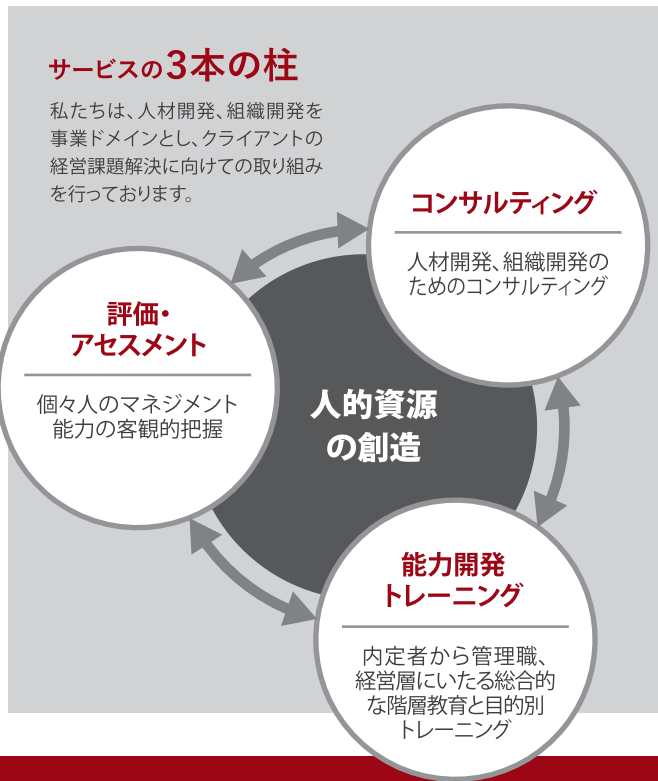 サービスの3本の柱
私たちは、人材開発、組織開発を
事業ドメインとし、クライアントの
経営課題解決に向けての取り組み
を行っております。
コンサルティング
人材開発、組織開発の
ためのコンサルティング
評価・
アセスメント
個々人のマネジメント
能力の客観的把握
人的資源
の創造
能力開発
トレーニング
内定者から管理職、
経営層にいたる総合的
な階層教育と目的別
トレーニング